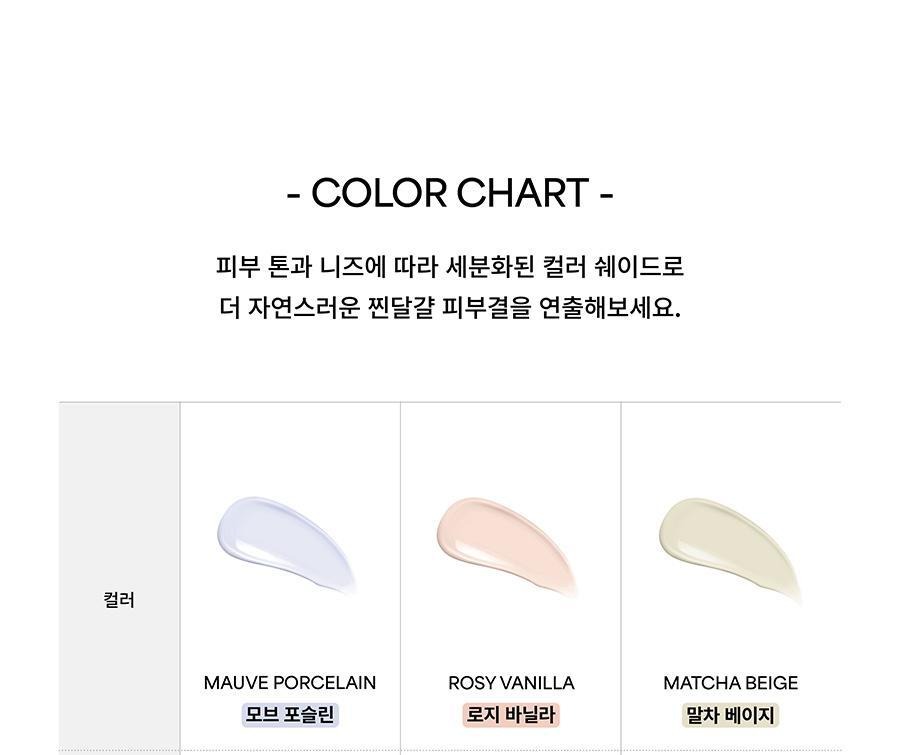 - COLOR CHART -
피부 톤과 니즈에 따라 세분화된 컬러 쉐이드로
더 자연스러운 찐달걀 피부결을 연출해보세요.
컬러
MAUVE PORCELAIN
모브 포슬린
ROSY VANILLA
로지 바닐라
MATCHA BEIGE
말차 베이지